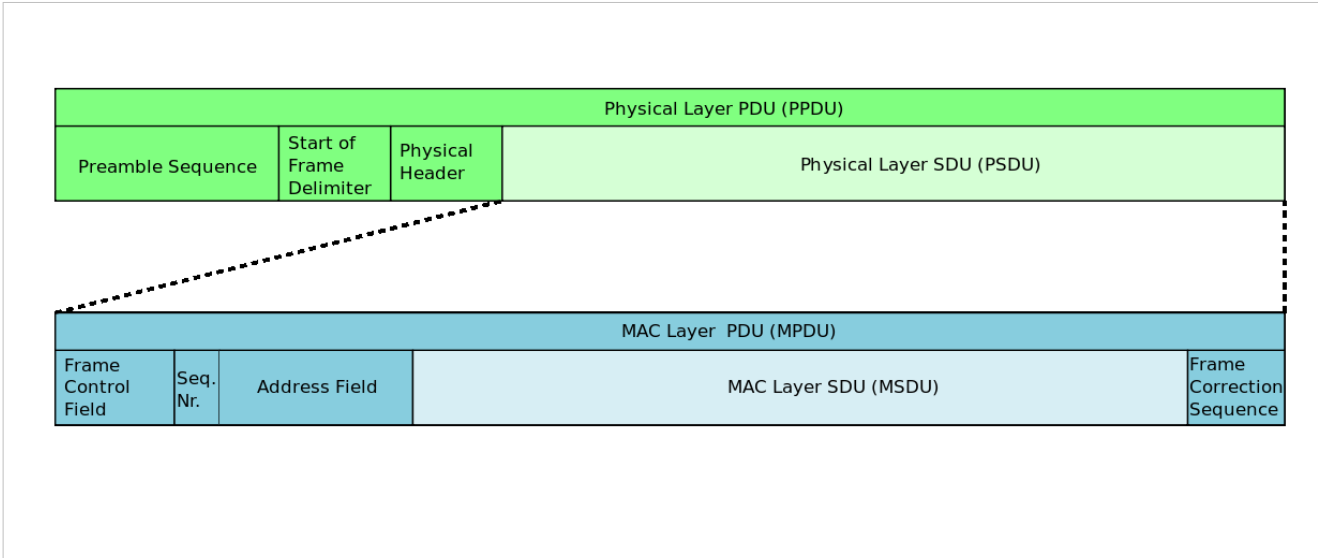 Physical Layer PDU (PPDU)
Preamble Sequence
Start of
Frame
Delimiter
Physical
Header
Physical Layer SDU (PSDU)
MAC Layer  PDU (MPDU)
Frame
Control
Field
Seq.
Nr.
Address Field
MAC Layer SDU (MSDU)
Frame
Correction
Sequence